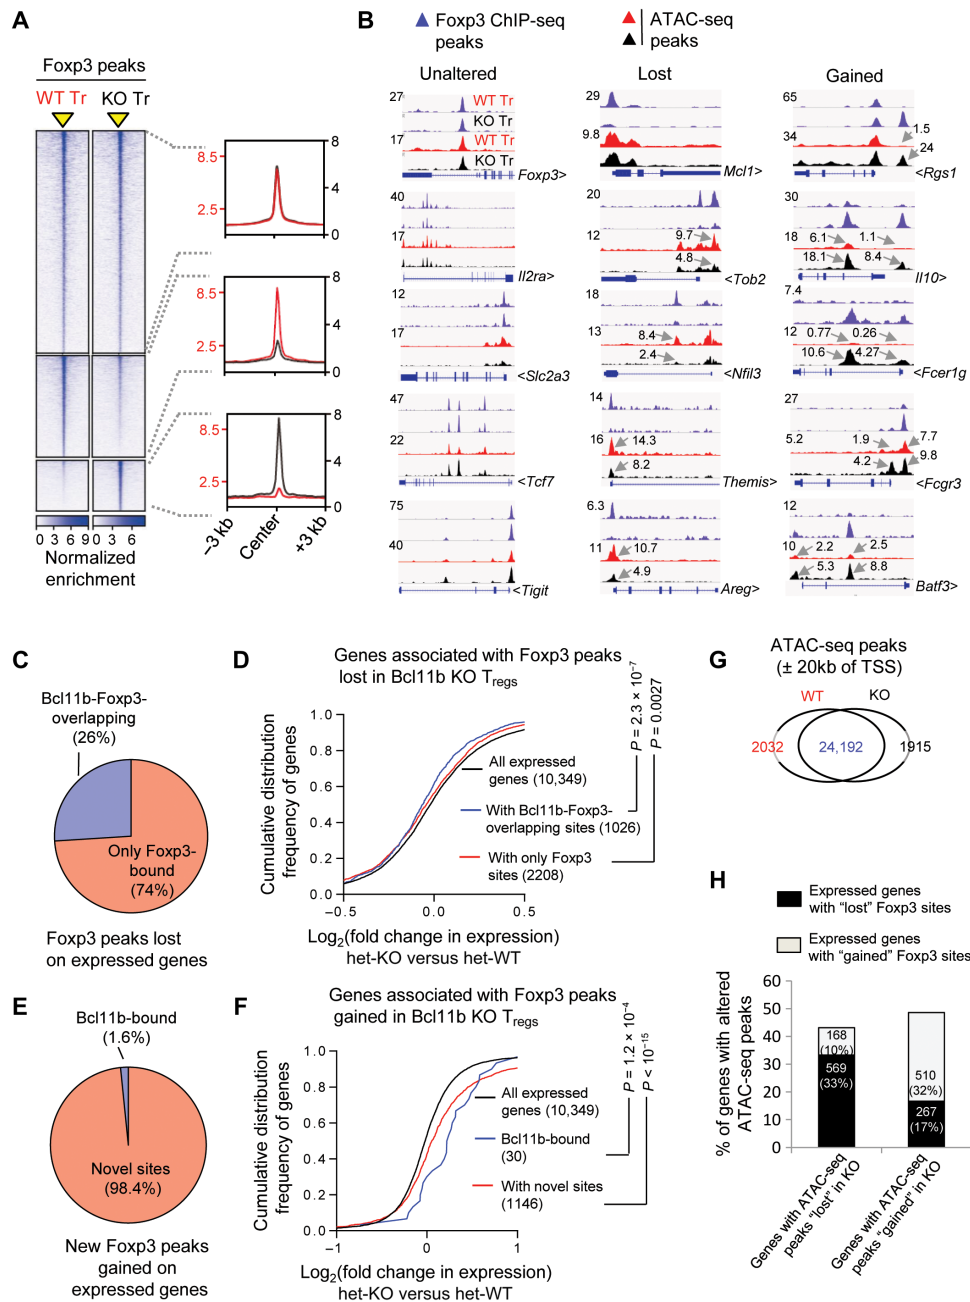 A
Foxp3 peaks
WT Tr
KO Tr
8.5
2.5
8
4
0
8.5
2.5
8
4
0
8.5
2.5
8
4
0
–3 kb
Center
+3 kb
0 3 6 9
0 3 6
Normalized
enrichment
B
Foxp3 ChIP-seq
peaks
ATAC-seq
peaks
Unaltered
27
WT Tr
KO Tr
17
WT Tr
KO Tr
Foxp3>
40
17
Il2ra>
12
17
<Slc2a3
47
22
<Tcf7
75
40
<Tigit
Lost
29
9.8
Mcl1>
20
12
9.7
4.8
<Tob2
18
13
8.4
2.4
<Nfil3
14
16
14.3
8.2
Themis>
6.3
11
10.7
4.9
Areg>
Gained
65
34
1.5
24
<Rgs1
30
18
6.1
1.1
18.1
8.4
Il10>
7.4
12
0.77
0.26
10.6
4.27
<Fcer1g
27
5.2
1.9
7.7
4.2
9.8
<Fcgr3
12
10
2.2
2.5
5.3
8.8
Batf3>
C
Bcl11b-Foxp3-
overlapping
(26%)
Only Foxp3-
bound
(74%)
Foxp3 peaks lost
on expressed genes
D
Genes associated with Foxp3 peaks
lost in Bcl11b KO Tregs
Cumulative distribution
frequency of genes
1.0
0.8
0.6
0.4
0.2
0.0
–0.5
0.0
0.5
All expressed
genes (10,349)
With Bcl11b-Foxp3-
overlapping sites (1026)
With only Foxp3
sites (2208)
P = 2.3 × 10⁻⁷
P = 0.0027
Log₂(fold change in expression)
het-KO versus het-WT
E
Bcl11b-bound
(1.6%)
Novel sites
(98.4%)
New Foxp3 peaks
gained on
expressed genes
F
Genes associated with Foxp3 peaks
gained in Bcl11b KO Tregs
Cumulative distribution
frequency of genes
1.0
0.8
0.6
0.4
0.2
0.0
–1
0
1
All expressed
genes (10,349)
Bcl11b-bound
(30)
With novel sites
(1146)
P = 1.2 × 10⁻⁴
P < 10⁻¹⁵
Log₂(fold change in expression)
het-KO versus het-WT
G
ATAC-seq peaks
(± 20kb of TSS)
WT
KO
2032
24,192
1915
H
Expressed genes
with “lost” Foxp3 sites
Expressed genes
with “gained” Foxp3 sites
% of genes with altered
ATAC-seq peaks
60
50
40
30
20
10
0
168
(10%)
569
(33%)
510
(32%)
267
(17%)
Genes with ATAC-seq
peaks “lost” in KO
Genes with ATAC-seq
peaks “gained” in KO